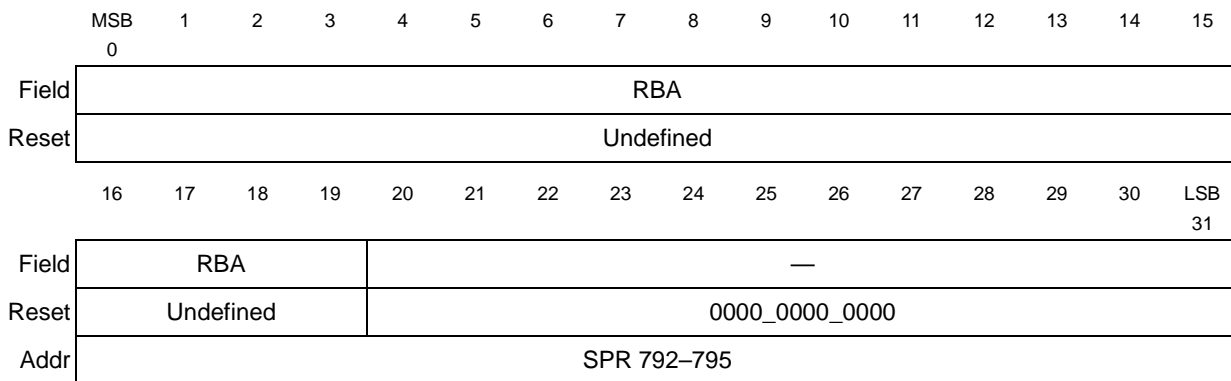 MSB 1 2 3 4 5 6 7 8 9 10 11 12 13 14 15
0
Field RBA
Reset Undefined
16 17 18 19 20 21 22 23 24 25 26 27 28 29 30 LSB
31
Field RBA —
Reset Undefined 0000_0000_0000
Addr SPR 792–795